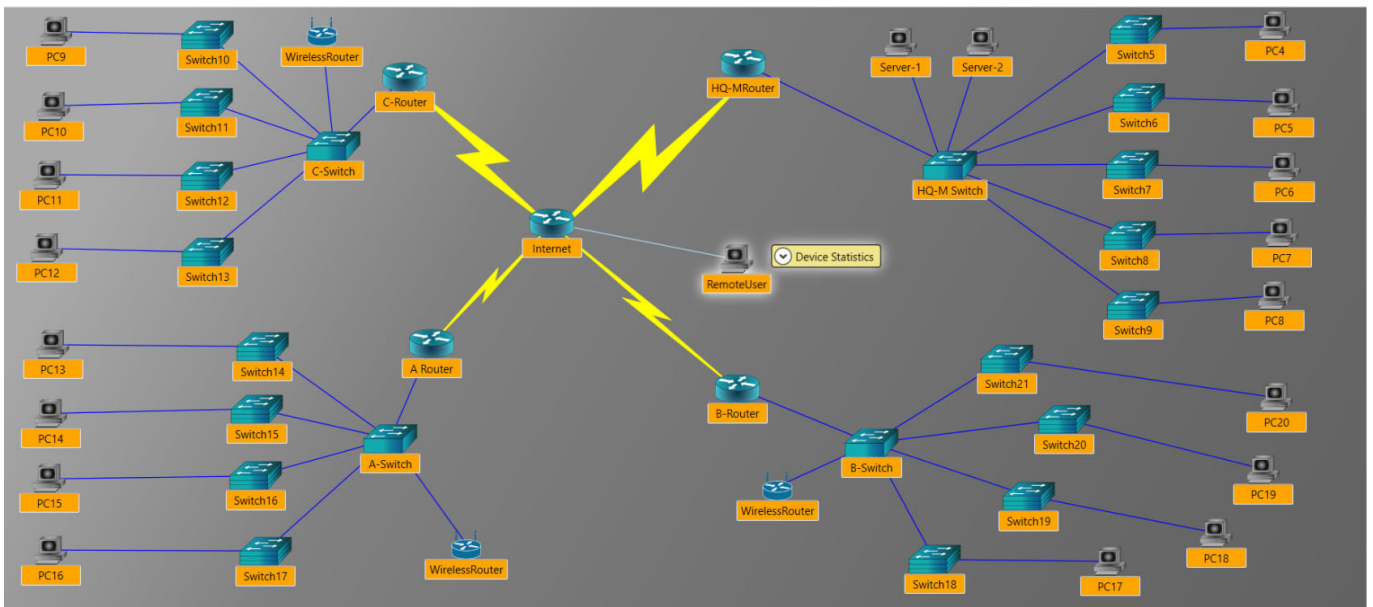 PC9
Switch10
WirelessRouter
C-Router
HQ-MRouter
Server-1
Server-2
Switch5
PC4
PC10
Switch11
Switch6
PC5
C-Switch
PC11
Switch12
HQ-M Switch
Switch7
PC6
Internet
PC12
Switch13
Device Statistics
RemoteUser
Switch8
PC7
Switch9
PC8
PC13
Switch14
A Router
Switch21
B-Router
PC20
PC14
Switch15
Switch20
A-Switch
B-Switch
PC15
Switch16
PC19
WirelessRouter
Switch19
PC18
PC16
Switch17
WirelessRouter
Switch18
PC17